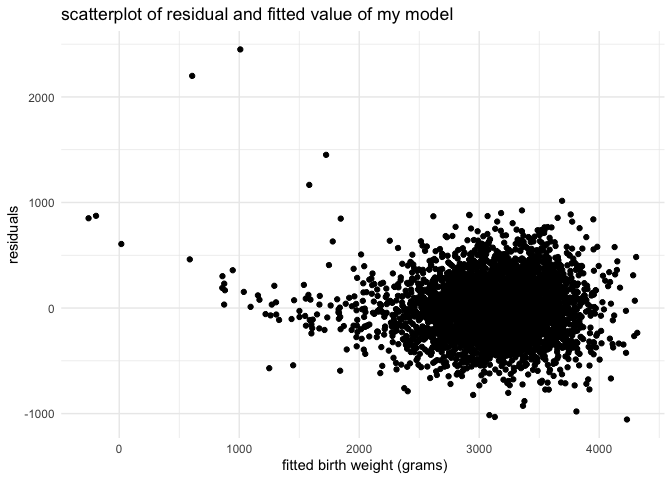 scatterplot of residual and fitted value of my model
2000
1000
0
-1000
residuals
0 1000 2000 3000 4000
fitted birth weight (grams)